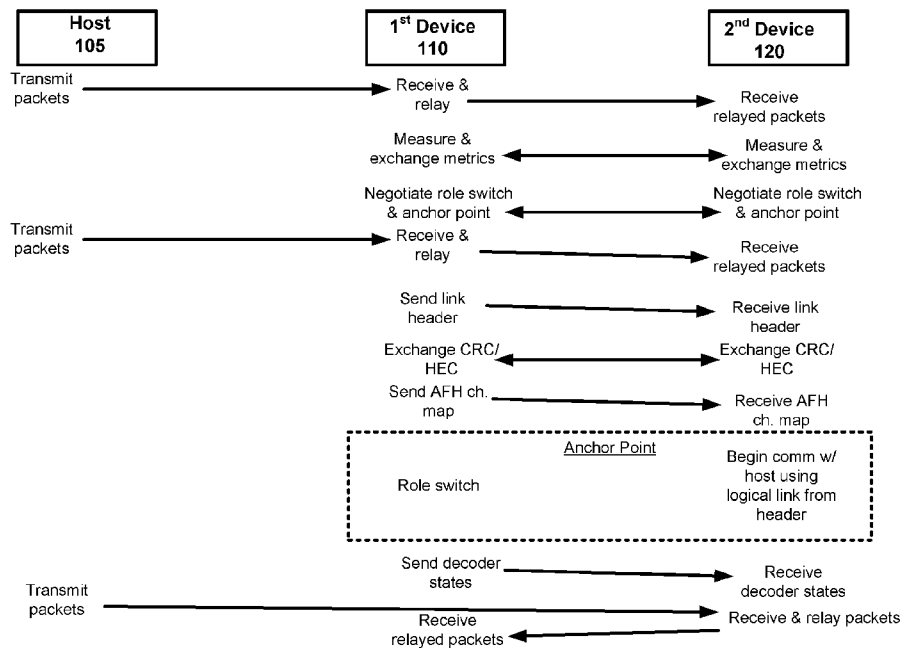 Host
105
1st Device
110
2nd Device
120
Transmit
packets
Receive &
relay
Receive
relayed packets
Measure &
exchange metrics
Measure &
exchange metrics
Negotiate role switch
& anchor point
Negotiate role switch
& anchor point
Transmit
packets
Receive &
relay
Receive
relayed packets
Send link
header
Receive link
header
Exchange CRC/
HEC
Exchange CRC/
HEC
Send AFH ch.
map
Receive AFH
ch. map
Anchor Point
Role switch
Begin comm w/
host using
logical link from
header
Send decoder
states
Receive
decoder states
Transmit
packets
Receive & relay packets
Receive
relayed packets